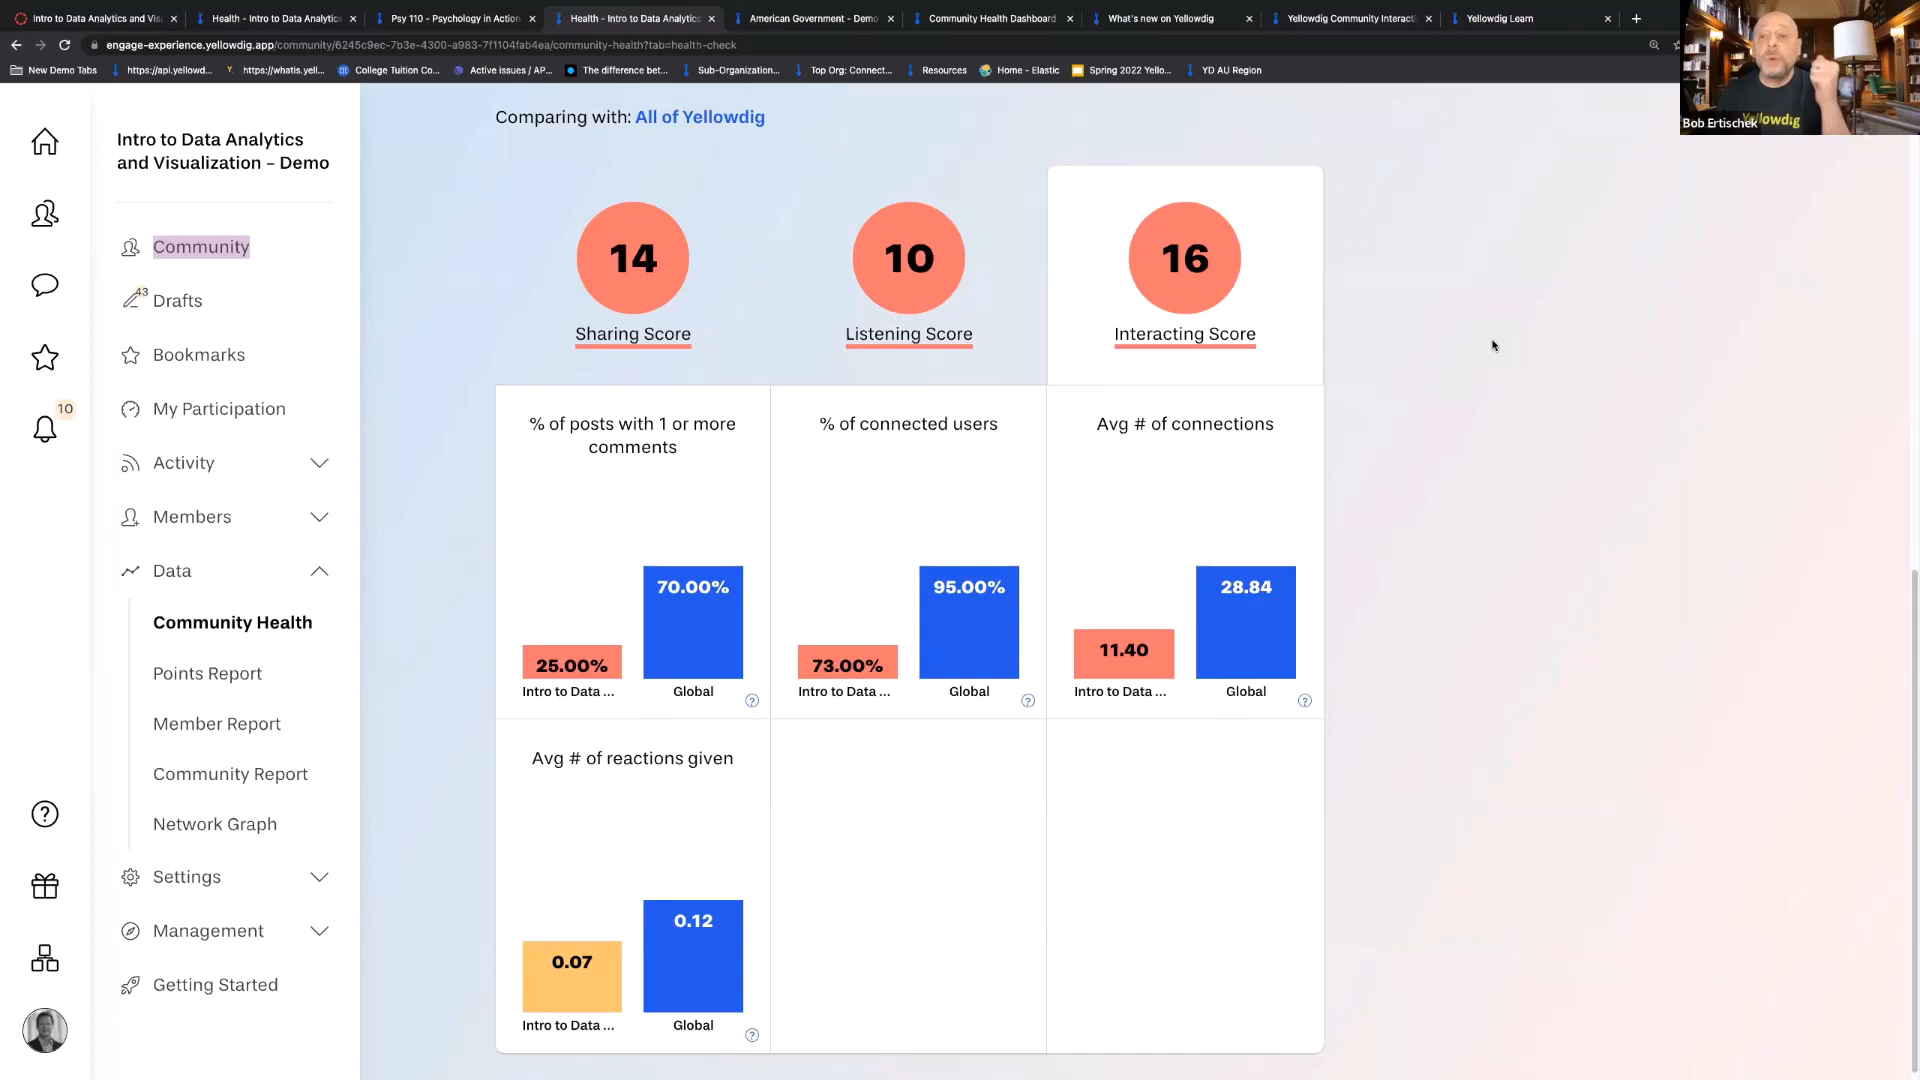 Intro to Data Analytics and Vis
Health - Intro to Data Analytics
Psy 110 - Psychology in Action
Health - Intro to Data Analytics
American Government - Demo
Community Health Dashboard
What's new on Yellowdig
Yellowdig Community Interact
Yellowdig Learn
engage-experience.yellowdig.app/community/6245c9ec-7b3e-4300-a983-7f1104fab4ea/community-health?tab=health-check
New Demo Tabs
https://api.yellowd...
https://whatis.yell...
College Tuition Co...
Active issues / AP...
The difference bet...
Sub-Organization...
Top Org: Connect...
Resources
Home - Elastic
Spring 2022 Yello...
YD AU Region
Yellowdig
Bob Ertischek
Intro to Data Analytics
and Visualization - Demo
Community
43
Drafts
Bookmarks
My Participation
10
Activity
Members
Data
Community Health
Points Report
Member Report
Community Report
Network Graph
Settings
Management
Getting Started
Comparing with: All of Yellowdig
14
10
16
Sharing Score
Listening Score
Interacting Score
% of posts with 1 or more
comments
70.00%
25.00%
Intro to Data ...
Global
?
% of connected users
95.00%
73.00%
Intro to Data ...
Global
?
Avg # of connections
28.84
11.40
Intro to Data ...
Global
?
Avg # of reactions given
0.12
0.07
Intro to Data ...
Global
?
?